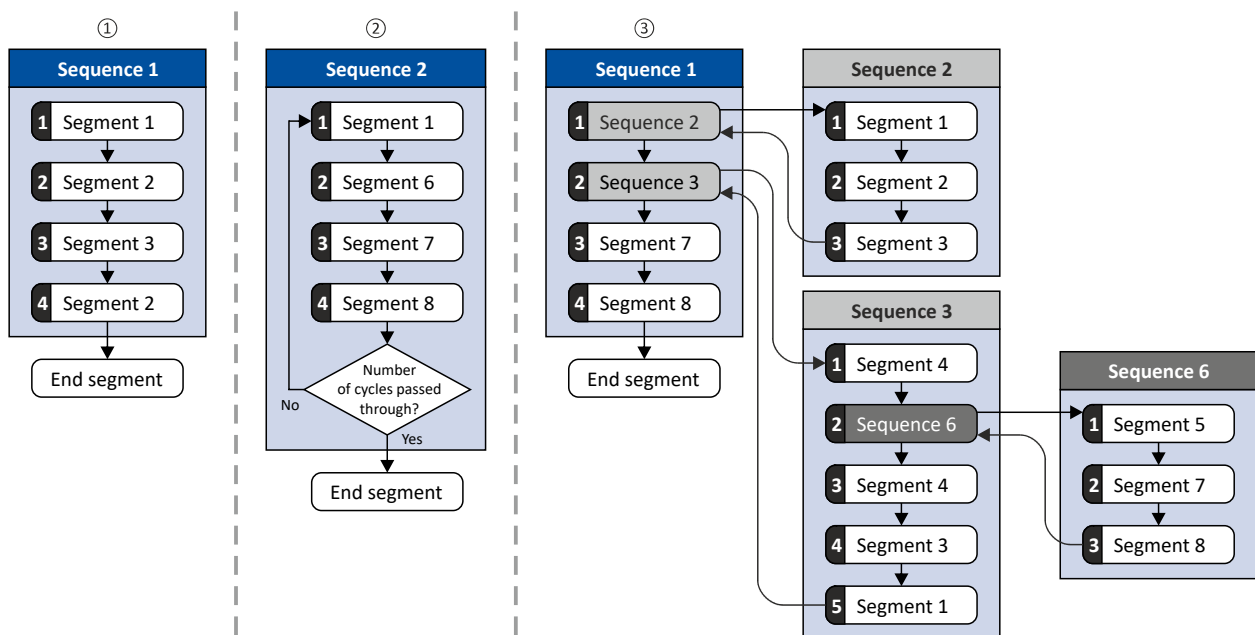 ①
Sequence 1
1 Segment 1
2 Segment 2
3 Segment 3
4 Segment 2
End segment
②
Sequence 2
1 Segment 1
2 Segment 6
3 Segment 7
4 Segment 8
Number
of cycles passed
through?
No
Yes
End segment
③
Sequence 1
1 Sequence 2
2 Sequence 3
3 Segment 7
4 Segment 8
End segment
Sequence 2
1 Segment 1
2 Segment 2
3 Segment 3
Sequence 3
1 Segment 4
2 Sequence 6
3 Segment 4
4 Segment 3
5 Segment 1
Sequence 6
1 Segment 5
2 Segment 7
3 Segment 8